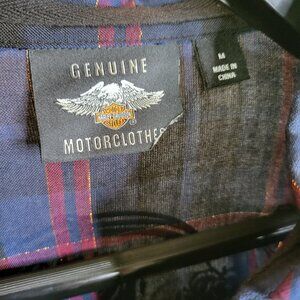 GENUINE
MOTORCLOTHES
M
MADE IN
CHINA